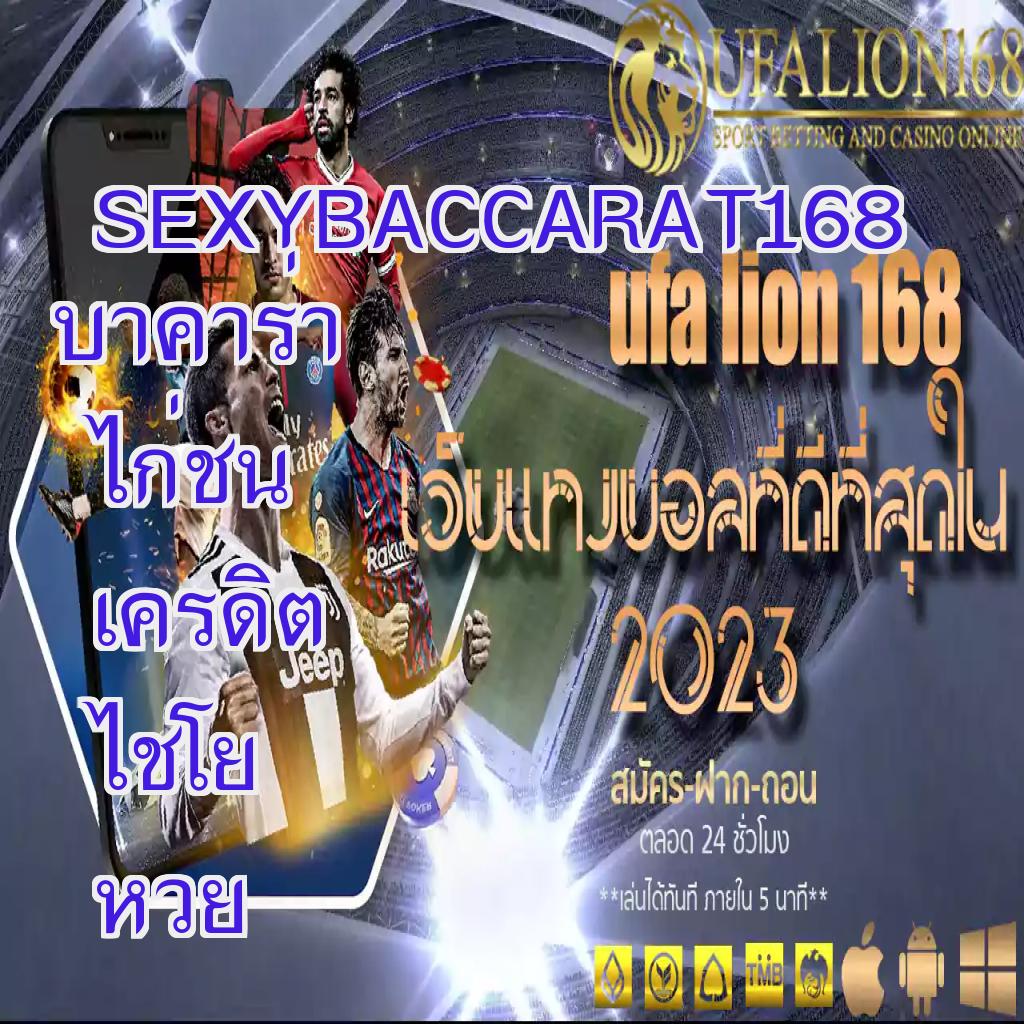 UFALION168
SPORT BETTING AND CASINO ONLINE
SEXYBACCARAT168
ufa lion 168
บาคารา
ไก่ชน
เว็บแทงบอลที่ดีที่สุดใน
2023
เครดิต
ไชโย
หวย
สมัคร-ฝาก-ถอน
ตลอด 24 ชั่วโมง
**เล่นได้ทันที ภายใน 5 นาที**
Jeep
TMB